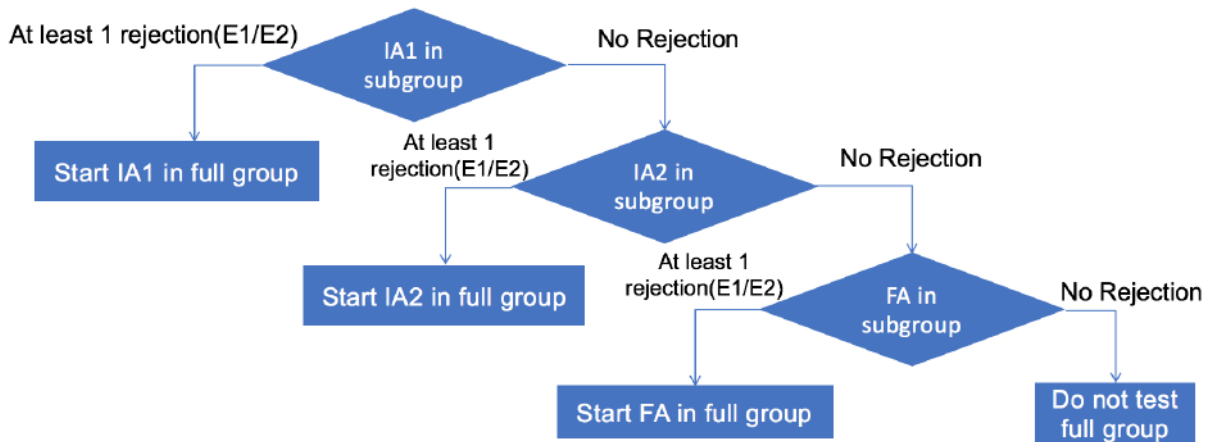 At least 1 rejection(E1/E2)
IA1 in
subgroup
No Rejection
Start IA1 in full group
At least 1
rejection(E1/E2)
IA2 in
subgroup
No Rejection
Start IA2 in full group
At least 1
rejection(E1/E2)
FA in
subgroup
No Rejection
Start FA in full group
Do not test
full group